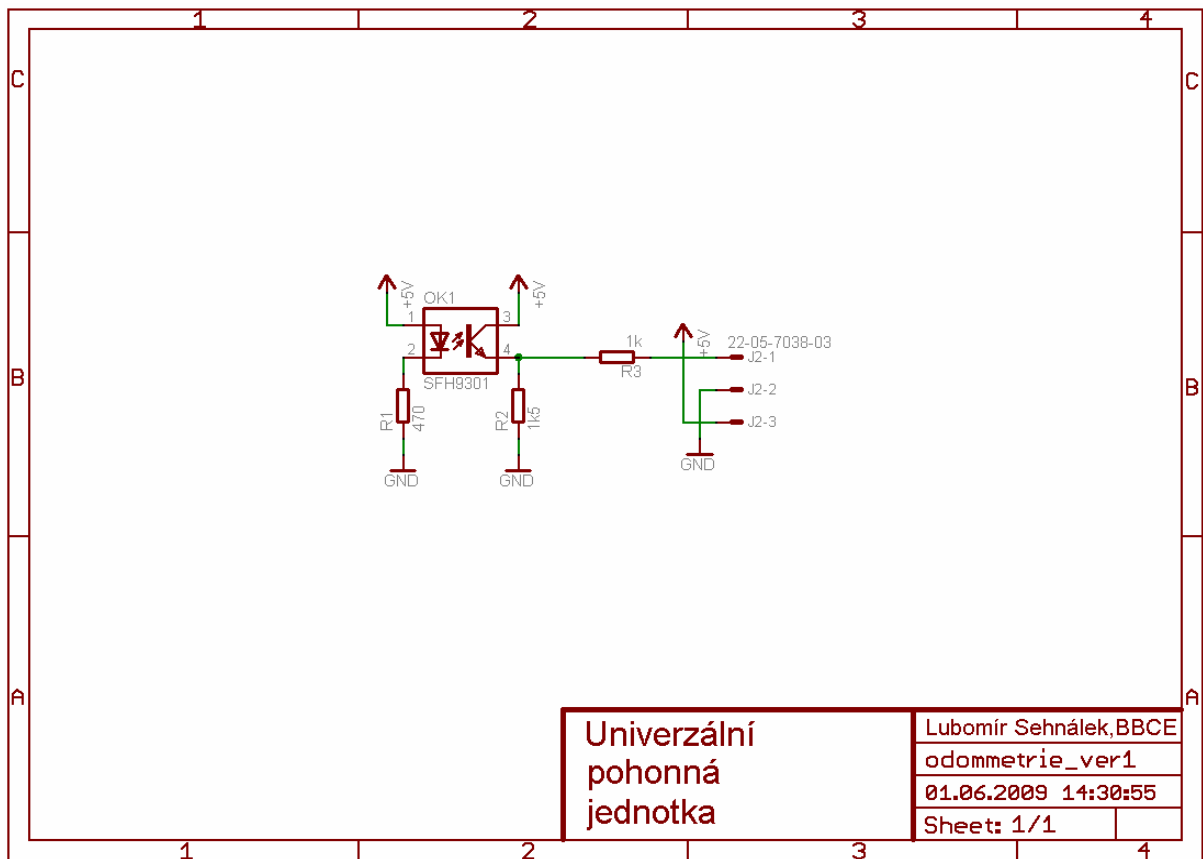 1 2 3 4
C C
+5V +5V
OK1
1 3
2 4
SFH9301
R1 470
R2 1k5
GND GND
1k
R3
+5V
22-05-7038-03
J2-1
J2-2
J2-3
GND
B B
A A
Univerzální
pohonná
jednotka
Lubomír Sehnálek,BBCE
odommetrie_ver1
01.06.2009 14:30:55
Sheet: 1/1
1 2 3 4